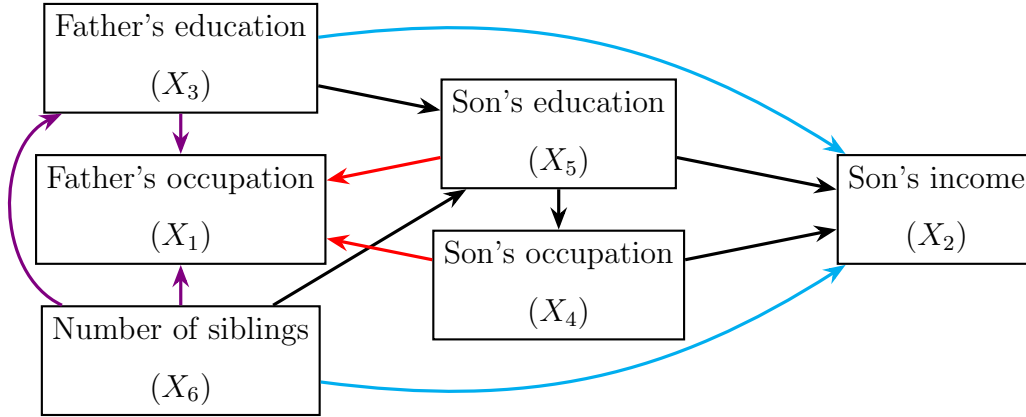 Father's education
(X₃)
Son's education
(X₅)
Father's occupation
(X₁)
Son's income
(X₂)
Son's occupation
(X₄)
Number of siblings
(X₆)